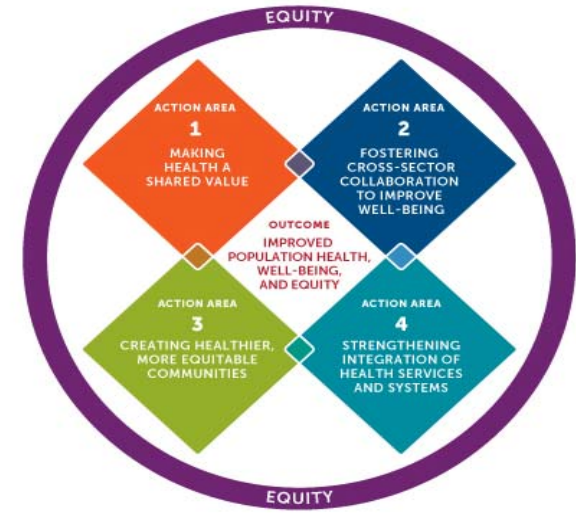 EQUITY
ACTION AREA
1
MAKING
HEALTH A
SHARED VALUE
ACTION AREA
2
FOSTERING
CROSS-SECTOR
COLLABORATION
TO IMPROVE
WELL-BEING
OUTCOME
IMPROVED
POPULATION HEALTH,
WELL-BEING,
AND EQUITY
ACTION AREA
3
CREATING HEALTHIER,
MORE EQUITABLE
COMMUNITIES
ACTION AREA
4
STRENGTHENING
INTEGRATION OF
HEALTH SERVICES
AND SYSTEMS
EQUITY